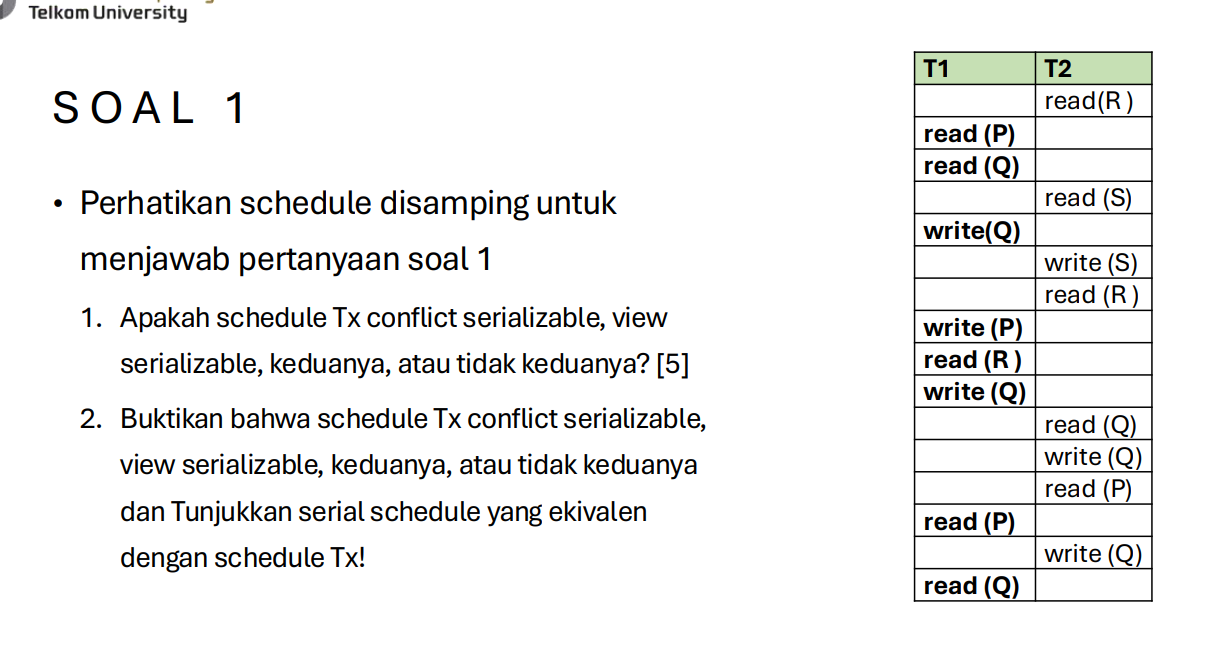 Telkom University
SOAL 1
• Perhatikan schedule disamping untuk
menjawab pertanyaan soal 1
1. Apakah schedule Tx conflict serializable, view
serializable, keduanya, atau tidak keduanya? [5]
2. Buktikan bahwa schedule Tx conflict serializable,
view serializable, keduanya, atau tidak keduanya
dan Tunjukkan serial schedule yang ekivalen
dengan schedule Tx!
T1 T2
read(R )
read (P)
read (Q)
read (S)
write(Q)
write (S)
read (R )
write (P)
read (R )
write (Q)
read (Q)
write (Q)
read (P)
read (P)
write (Q)
read (Q)